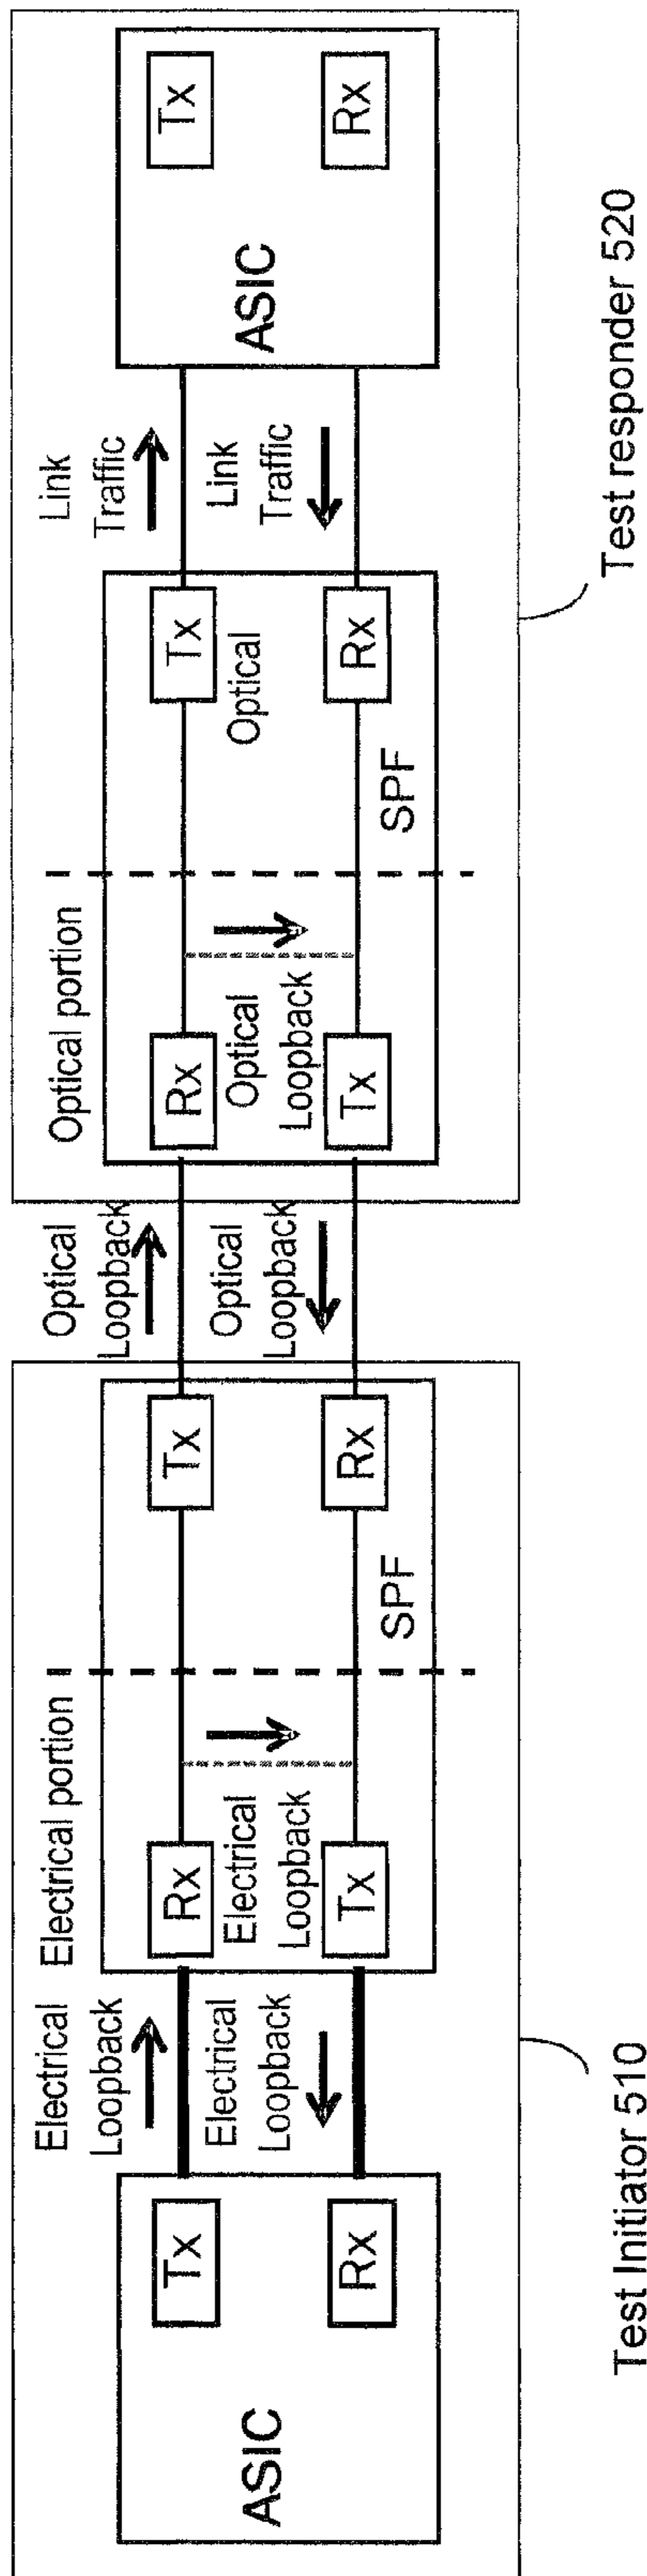 ASIC
Tx
Rx
Electrical
Loopback
Electrical
Loopback
Electrical portion
Rx
Electrical
Loopback
Tx
SPF
Tx
Rx
Test Initiator 510
Optical
Loopback
Optical
Loopback
Optical portion
Rx
Optical
Loopback
Tx
Tx
Optical
Rx
SPF
Link
Traffic
Link
Traffic
ASIC
Tx
Rx
Test responder 520